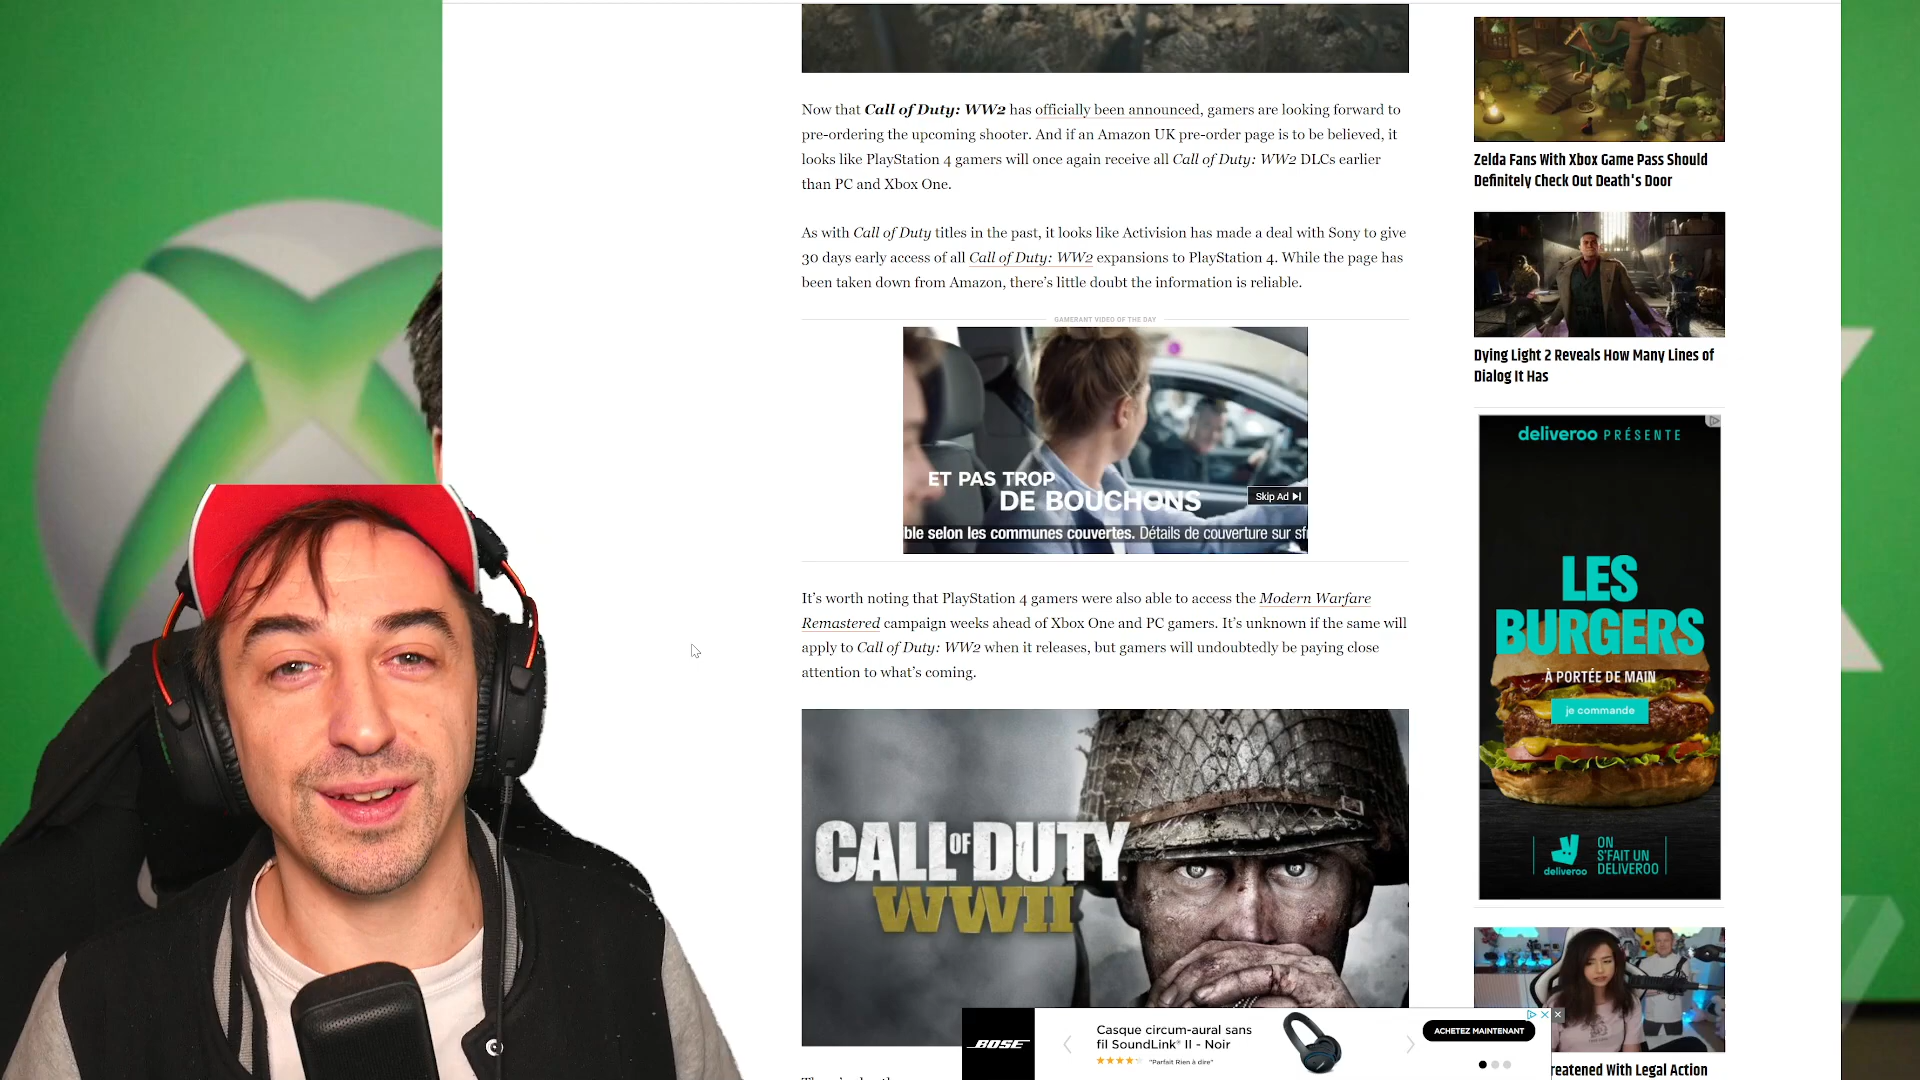 Now that Call of Duty: WW2 has officially been announced, gamers are looking forward to
pre-ordering the upcoming shooter. And if an Amazon UK pre-order page is to be believed, it
looks like PlayStation 4 gamers will once again receive all Call of Duty: WW2 DLCs earlier
than PC and Xbox One.
As with Call of Duty titles in the past, it looks like Activision has made a deal with Sony to give
30 days early access of all Call of Duty: WW2 expansions to PlayStation 4. While the page has
been taken down from Amazon, there's little doubt the information is reliable.
GAMERANT VIDEO OF THE DAY
ET PAS TROP
DE BOUCHONS
Skip Ad
ble selon les communes couvertes. Détails de couverture sur sf
It's worth noting that PlayStation 4 gamers were also able to access the Modern Warfare
Remastered campaign weeks ahead of Xbox One and PC gamers. It's unknown if the same will
apply to Call of Duty: WW2 when it releases, but gamers will undoubtedly be paying close
attention to what's coming.
CALL OF DUTY
WWII
Zelda Fans With Xbox Game Pass Should
Definitely Check Out Death's Door
Dying Light 2 Reveals How Many Lines of
Dialog It Has
deliveroo PRÉSENTE
LES
BURGERS
À PORTÉE DE MAIN
je commande
deliveroo
ON
S'FAIT UN
DELIVEROO
reatened With Legal Action
BOSE
Casque circum-aural sans
fil SoundLink® II - Noir
"Parfait Rien à dire"
ACHETEZ MAINTENANT